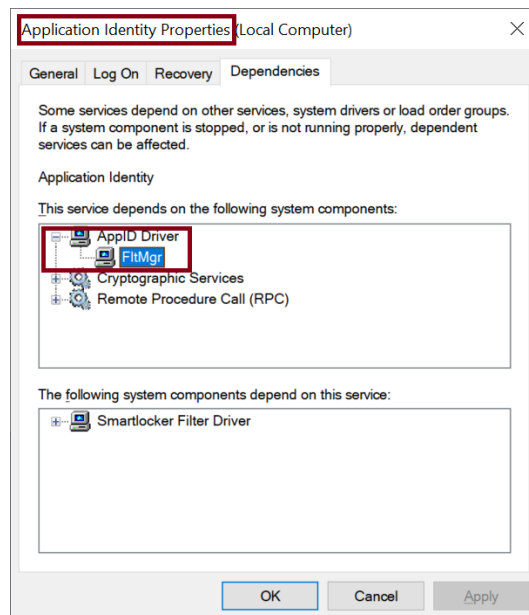 Application Identity Properties (Local Computer)
General Log On Recovery Dependencies
Some services depend on other services, system drivers or load order groups.
If a system component is stopped, or is not running properly, dependent
services can be affected.
Application Identity
This service depends on the following system components:
AppID Driver
FltMgr
Cryptographic Services
Remote Procedure Call (RPC)
The following system components depend on this service:
Smartlocker Filter Driver
OK Cancel Apply